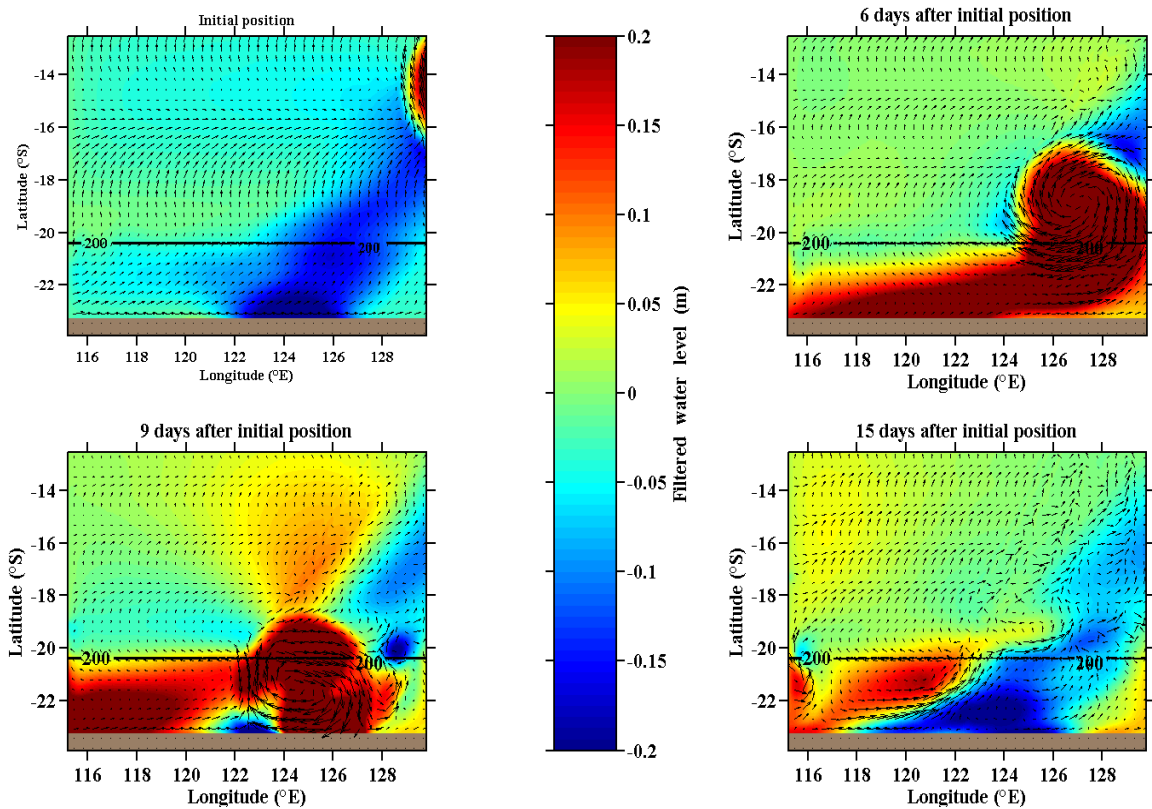 Initial position
-14
-16
-18
-20
-22
Latitude (°S)
200
200
116 118 120 122 124 126 128
Longitude (°E)
0.2
0.15
0.1
0.05
0
-0.05
-0.1
-0.15
-0.2
Filtered water level (m)
6 days after initial position
-14
-16
-18
-20
-22
Latitude (°S)
200
200
116 118 120 122 124 126 128
Longitude (°E)
9 days after initial position
-14
-16
-18
-20
-22
Latitude (°S)
200
200
116 118 120 122 124 126 128
Longitude (°E)
15 days after initial position
-14
-16
-18
-20
-22
Latitude (°S)
200
200
116 118 120 122 124 126 128
Longitude (°E)